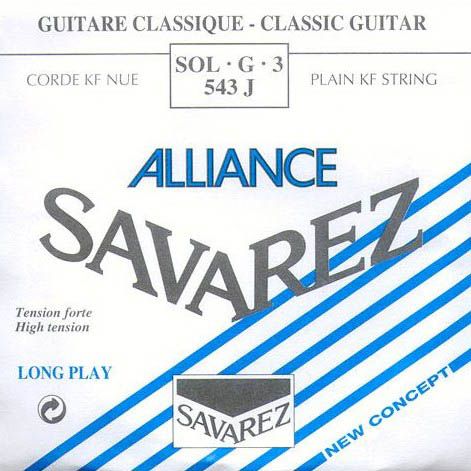 GUITARE CLASSIQUE - CLASSIC GUITAR
CORDE KF NUE
SOL · G · 3
543 J
PLAIN KF STRING
ALLIANCE
SAVAREZ
Tension forte
High tension
LONG PLAY
SAVAREZ
NEW CONCEPT